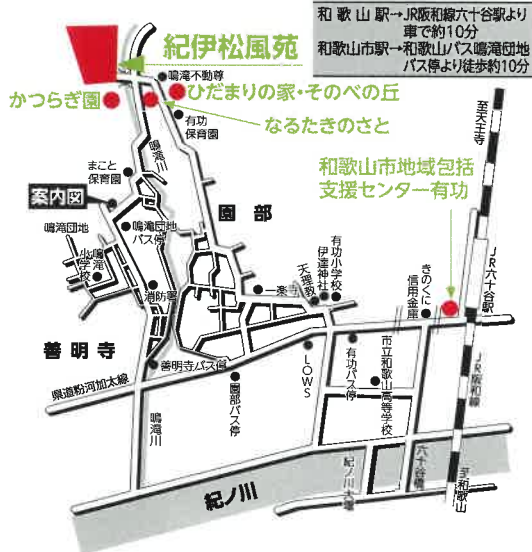 和歌山駅→JR阪和線六十谷駅より
車で約10分
和歌山市駅→和歌山バス鳴滝団地
バス停より徒歩約10分
紀伊松風苑
鳴滝不動尊
かつらぎ園
ひだまりの家・そのべの丘
有功
保育園
なるたきのさと
鳴滝川
至天王寺
まこと
保育園
和歌山市地域包括
支援センター有功
案内図
園部
鳴滝団地
鳴滝団地
バス停
鳴滝
小学校
消防署
一楽寺
天理教
伊達神社
有功小学校
きのくに
信用金庫
JR六十谷駅
善明寺
善明寺バス停
県道粉河加太線
園部バス停
LOWS
有功バス停
市立和歌山高等学校
JR阪和線
鳴滝川
紀ノ川大堰
六十谷橋
至和歌山
紀ノ川